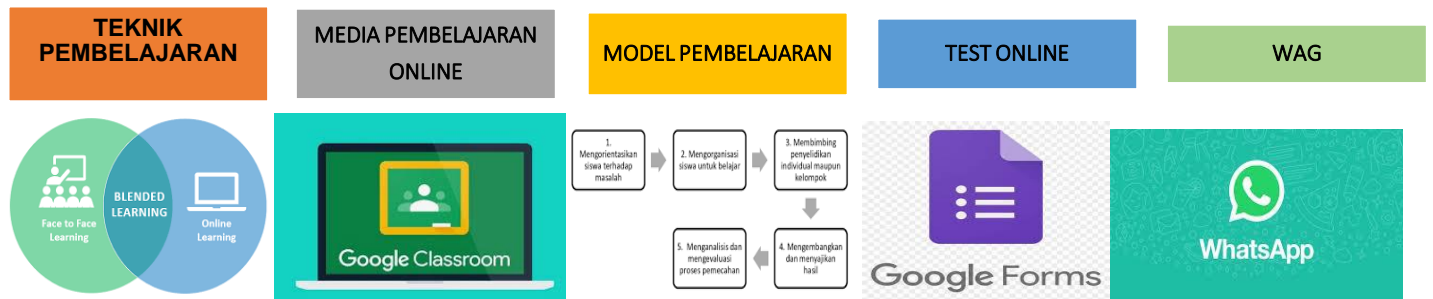 TEKNIK
PEMBELAJARAN
MEDIA PEMBELAJARAN
ONLINE
MODEL PEMBELAJARAN
TEST ONLINE
WAG
Face to Face
Learning
BLENDED
LEARNING
Online
Learning
Google Classroom
1.
Mengorientasikan
siswa terhadap
masalah
2. Mengorganisasi
siswa untuk belajar
3. Membimbing
penyelidikan
individual maupun
kelompok
4. Mengembangkan
dan menyajikan
hasil
5. Menganalisis dan
mengevaluasi
proses pemecahan
Google Forms
WhatsApp